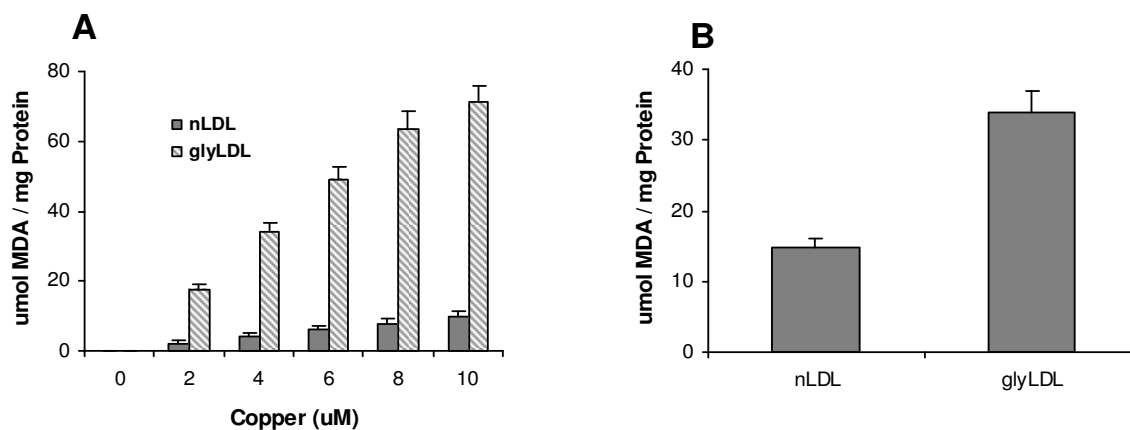 A
umol MDA / mg Protein
80
60
40
20
0
nLDL
glyLDL
0 2 4 6 8 10
Copper (uM)
B
umol MDA / mg Protein
40
30
20
10
0
nLDL glyLDL